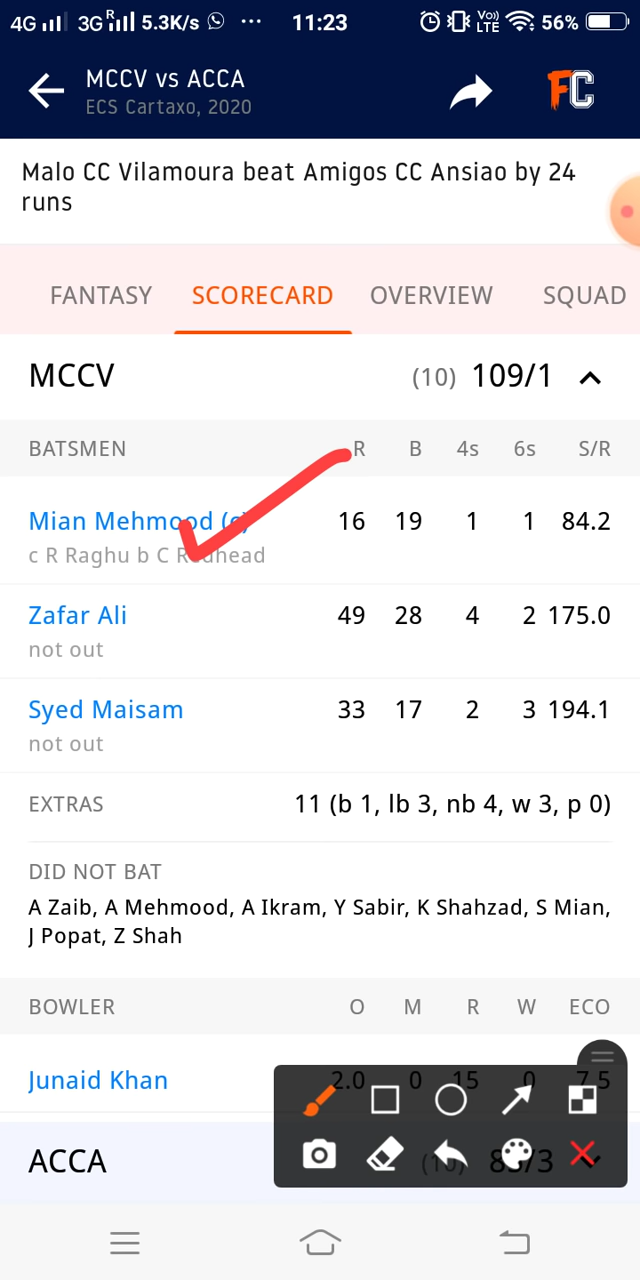 4G 3G R 5.3K/s ... 11:23 Vo) LTE 56%
MCCV vs ACCA
ECS Cartaxo, 2020
FC
Malo CC Vilamoura beat Amigos CC Ansiao by 24
runs
FANTASY SCORECARD OVERVIEW SQUAD
MCCV (10) 109/1
BATSMEN R B 4s 6s S/R
Mian Mehmood (c) 16 19 1 1 84.2
c R Raghu b C Redhead
Zafar Ali 49 28 4 2 175.0
not out
Syed Maisam 33 17 2 3 194.1
not out
EXTRAS 11 (b 1, lb 3, nb 4, w 3, p 0)
DID NOT BAT
A Zaib, A Mehmood, A Ikram, Y Sabir, K Shahzad, S Mian,
J Popat, Z Shah
BOWLER O M R W ECO
Junaid Khan 2.0 0 15 0 7.5
ACCA (10)